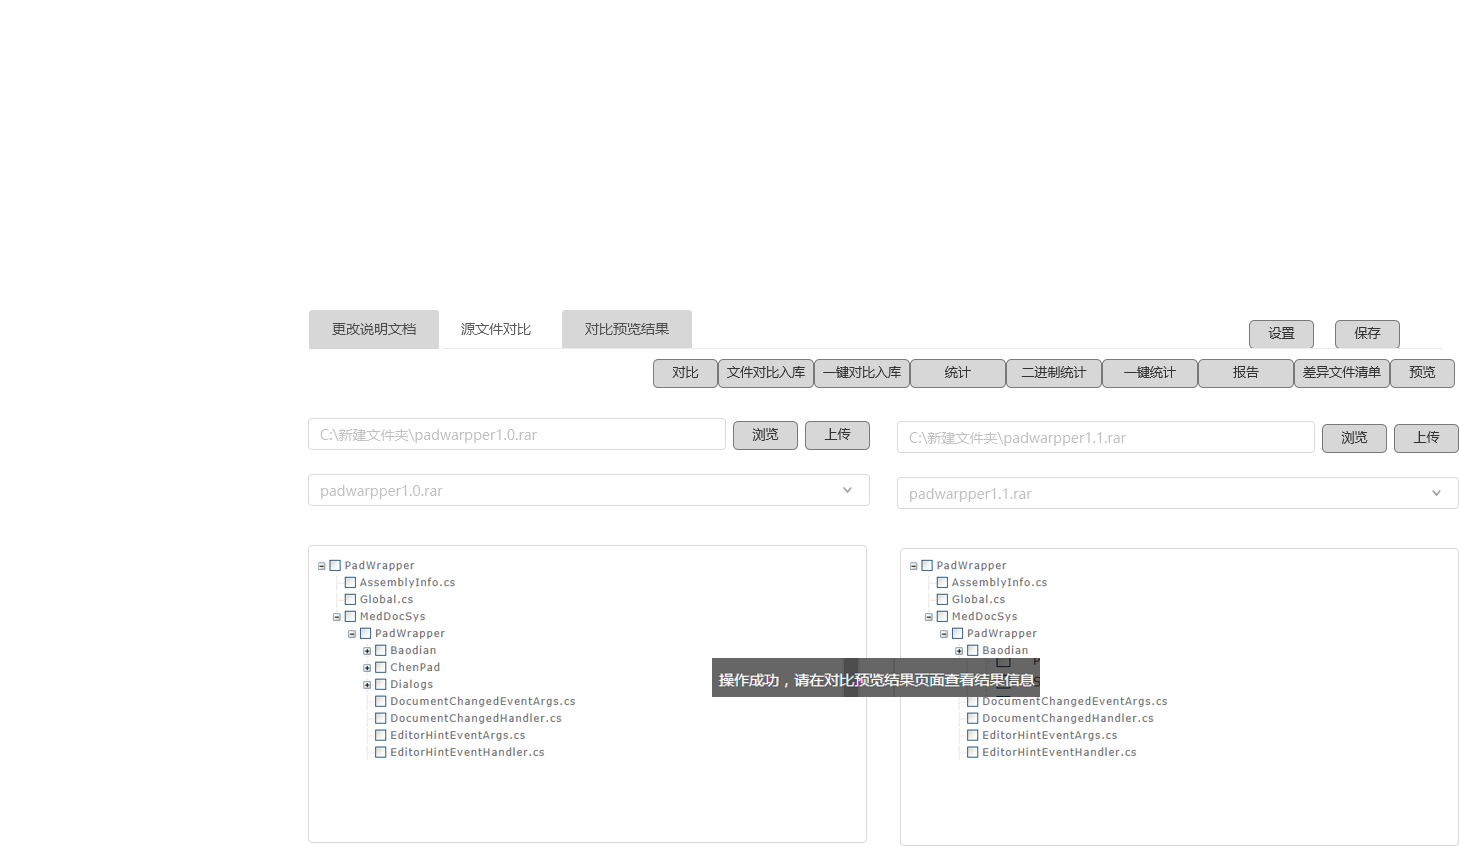 更改说明文档
源文件对比
对比预览结果
设置
保存
对比
文件对比入库
一键对比入库
统计
二进制统计
一键统计
报告
差异文件清单
预览
C:\新建文件夹\padwarpper1.0.rar
浏览
上传
C:\新建文件夹\padwarpper1.1.rar
浏览
上传
padwarpper1.0.rar
padwarpper1.1.rar
PadWrapper
AssemblyInfo.cs
Global.cs
MedDocSys
PadWrapper
Baodian
ChenPad
Dialogs
DocumentChangedEventArgs.cs
DocumentChangedHandler.cs
EditorHintEventArgs.cs
EditorHintEventHandler.cs
操作成功，请在对比预览结果页面查看结果信息
PadWrapper
AssemblyInfo.cs
Global.cs
MedDocSys
PadWrapper
Baodian
DocumentChangedEventArgs.cs
DocumentChangedHandler.cs
EditorHintEventArgs.cs
EditorHintEventHandler.cs